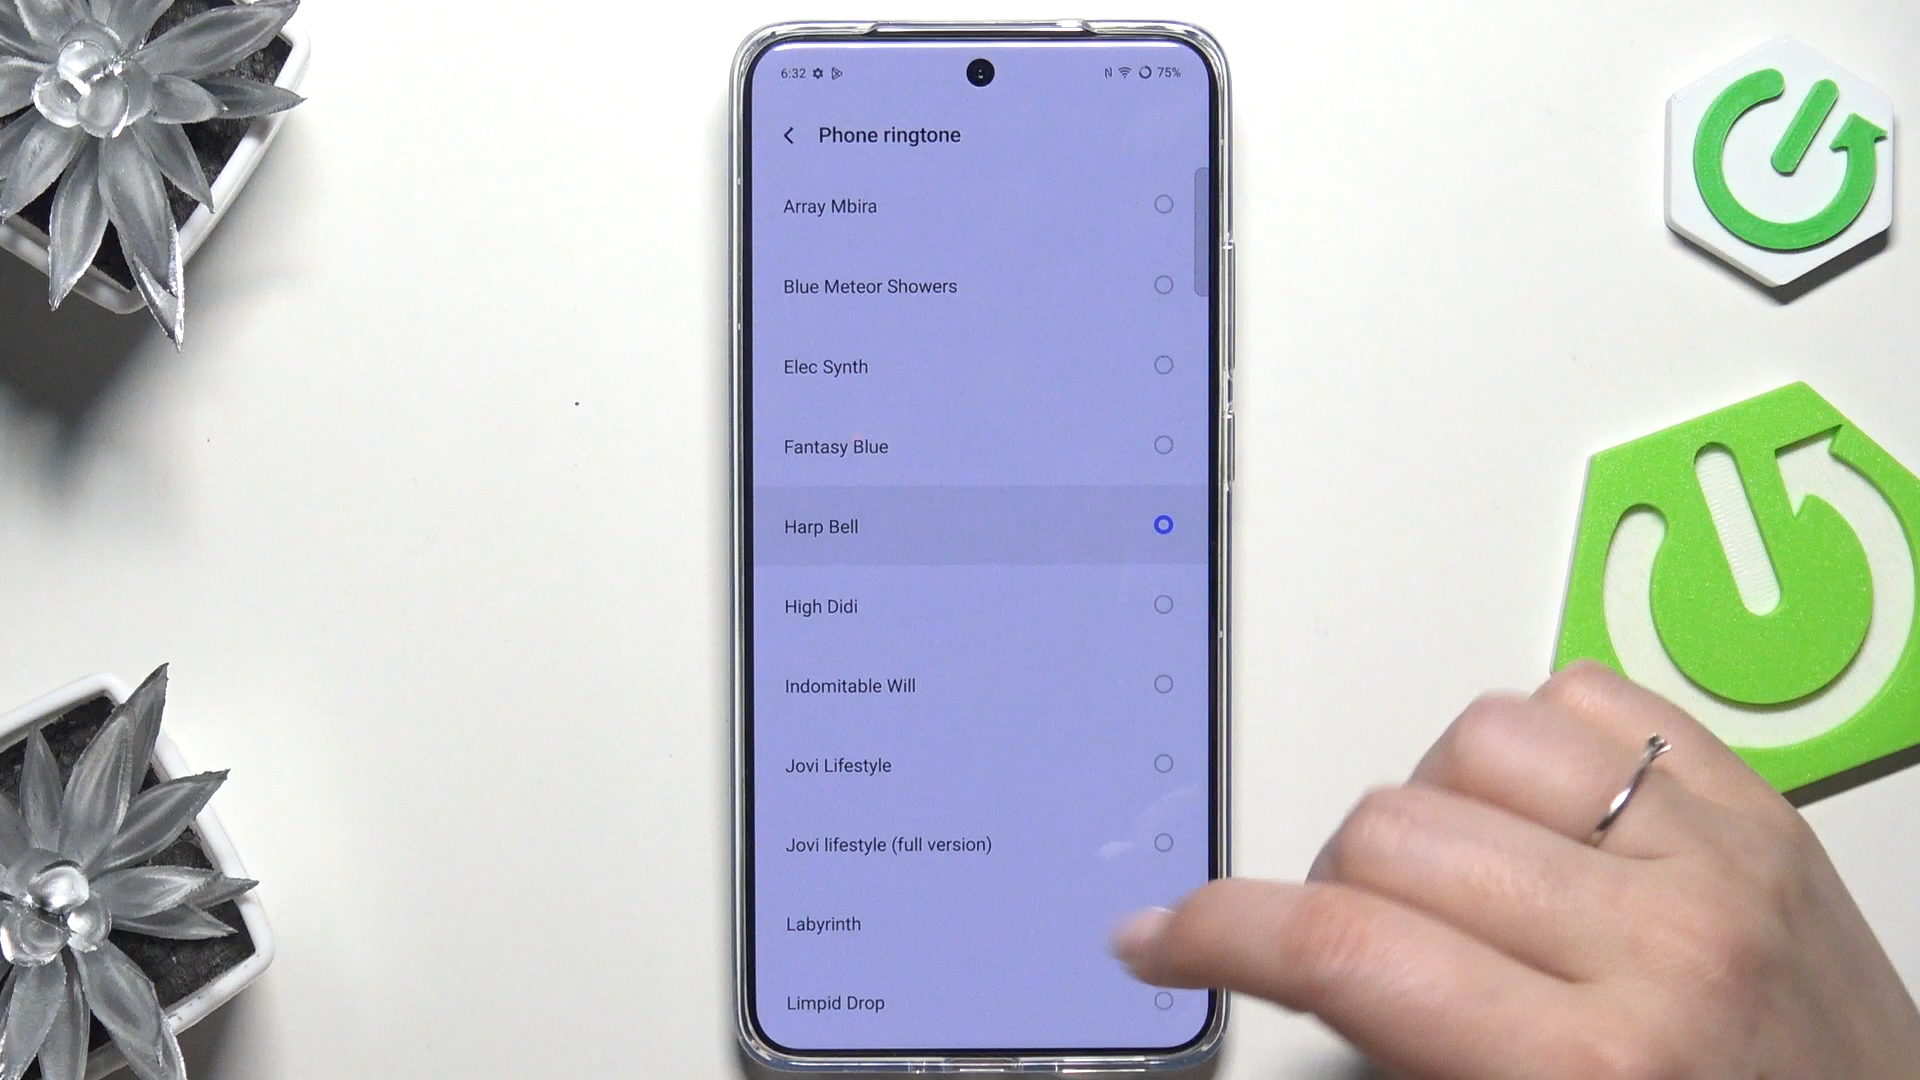 6:32 75%
Phone ringtone
Array Mbira
Blue Meteor Showers
Elec Synth
Fantasy Blue
Harp Bell
High Didi
Indomitable Will
Jovi Lifestyle
Jovi lifestyle (full version)
Labyrinth
Limpid Drop